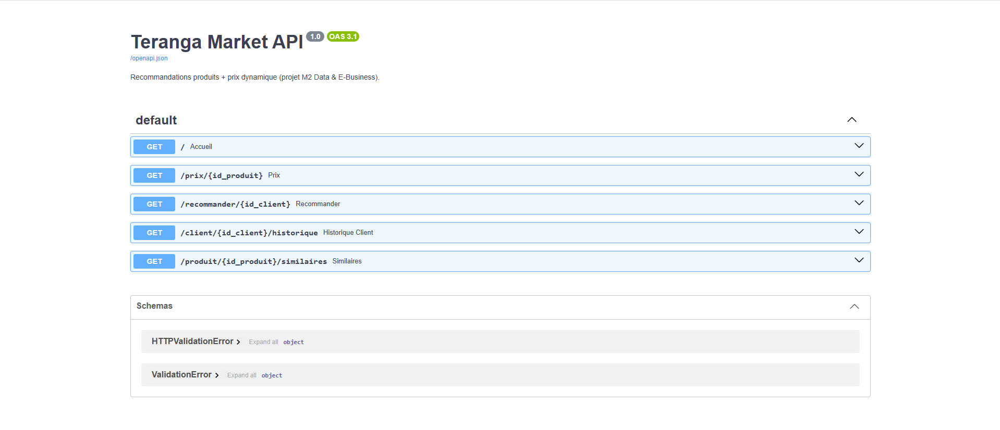 Teranga Market API 1.0 OAS 3.1
/openapi.json
Recommandations produits + prix dynamique (projet M2 Data & E-Business).
default
GET / Accueil
GET /prix/{id_produit} Prix
GET /recommander/{id_client} Recommander
GET /client/{id_client}/historique Historique Client
GET /produit/{id_produit}/similaires Similaires
Schemas
HTTPValidationError Expand all object
ValidationError Expand all object